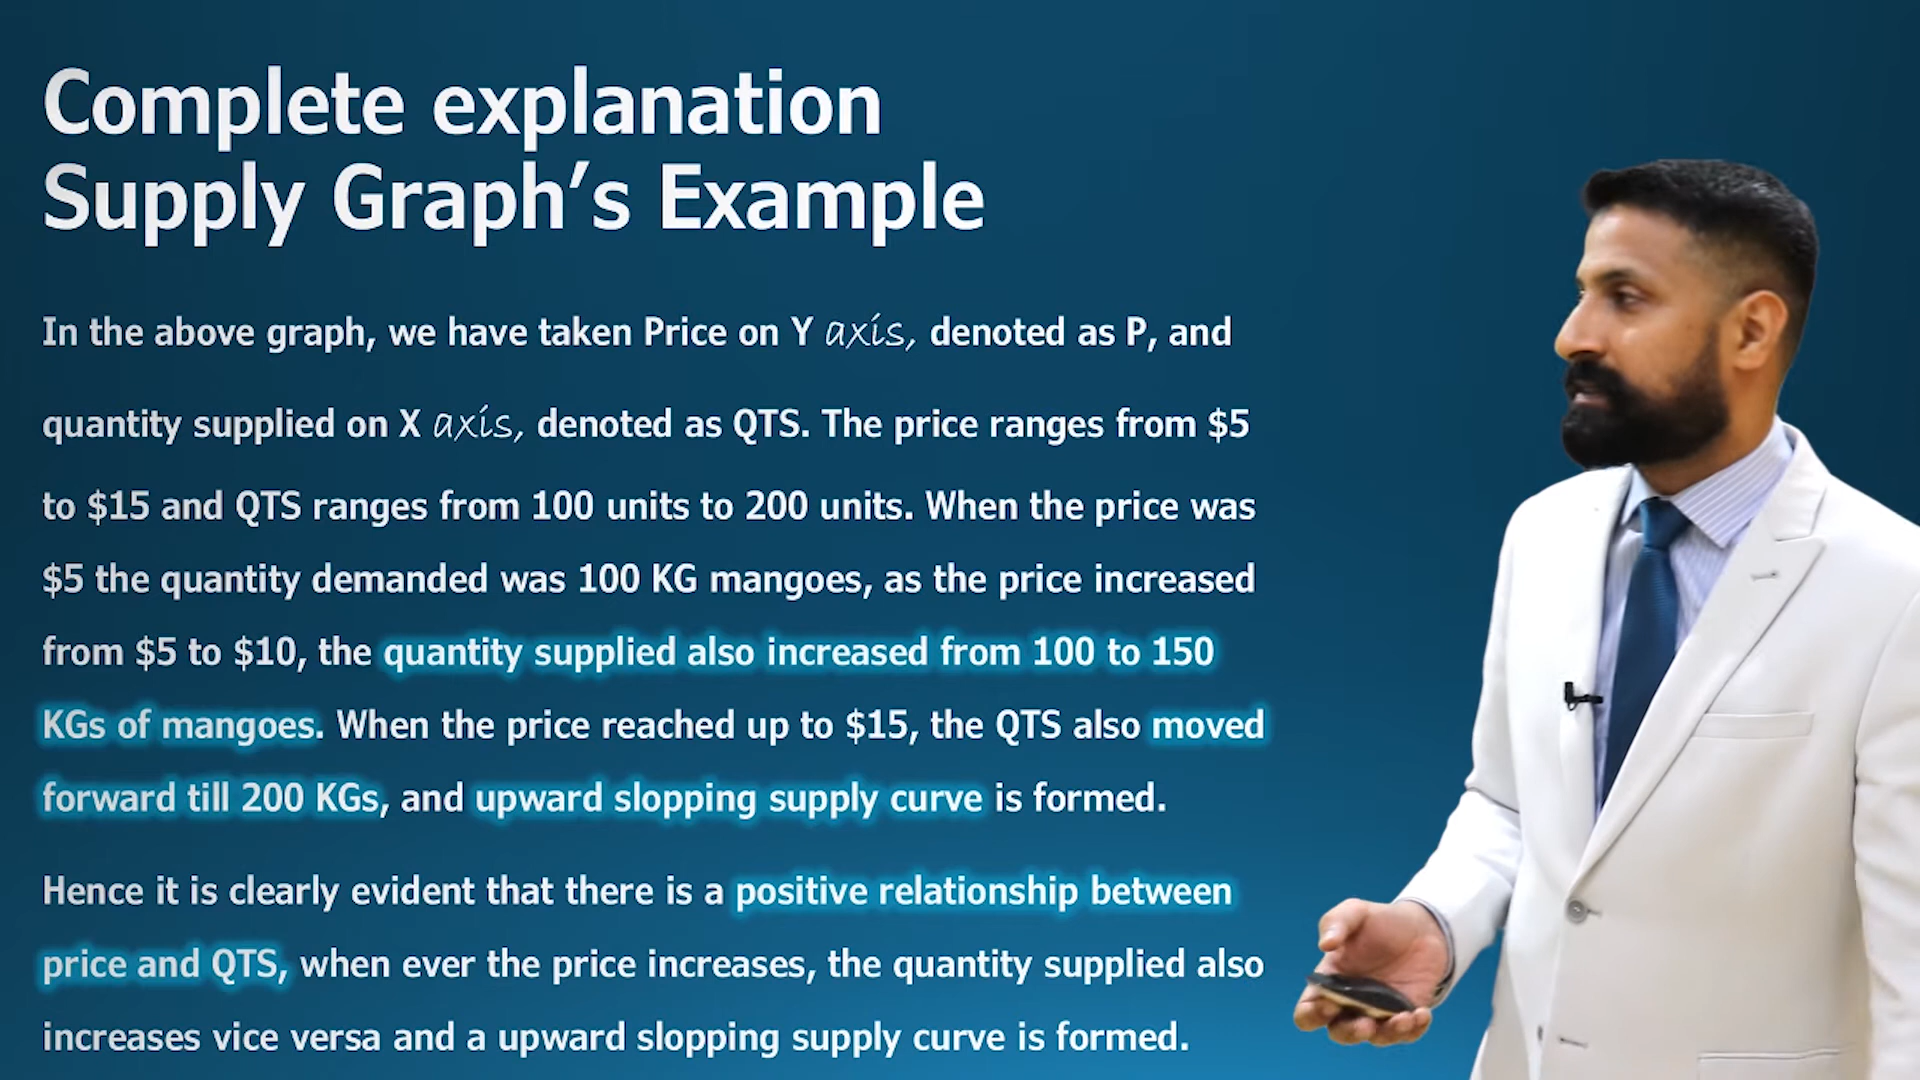 Complete explanation
Supply Graph’s Example
In the above graph, we have taken Price on Y axis, denoted as P, and
quantity supplied on X axis, denoted as QTS. The price ranges from $5
to $15 and QTS ranges from 100 units to 200 units. When the price was
$5 the quantity demanded was 100 KG mangoes, as the price increased
from $5 to $10, the quantity supplied also increased from 100 to 150
KGs of mangoes. When the price reached up to $15, the QTS also moved
forward till 200 KGs, and upward slopping supply curve is formed.
Hence it is clearly evident that there is a positive relationship between
price and QTS, when ever the price increases, the quantity supplied also
increases vice versa and a upward slopping supply curve is formed.